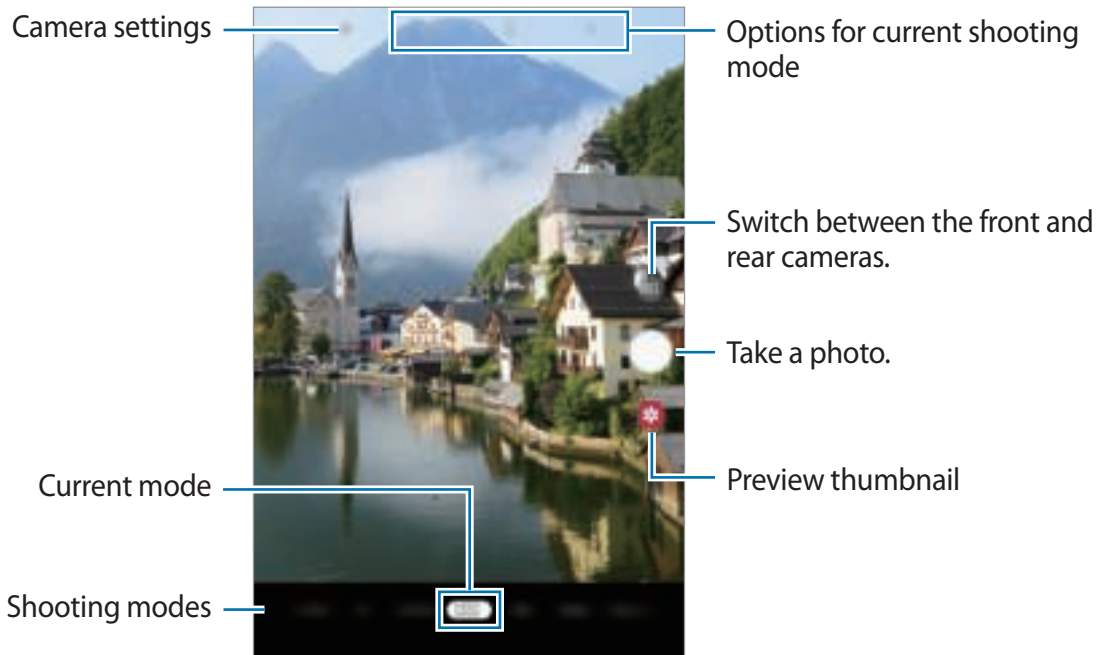 Camera settings
Options for current shooting
mode
Switch between the front and
rear cameras.
Take a photo.
Preview thumbnail
Current mode
Shooting modes